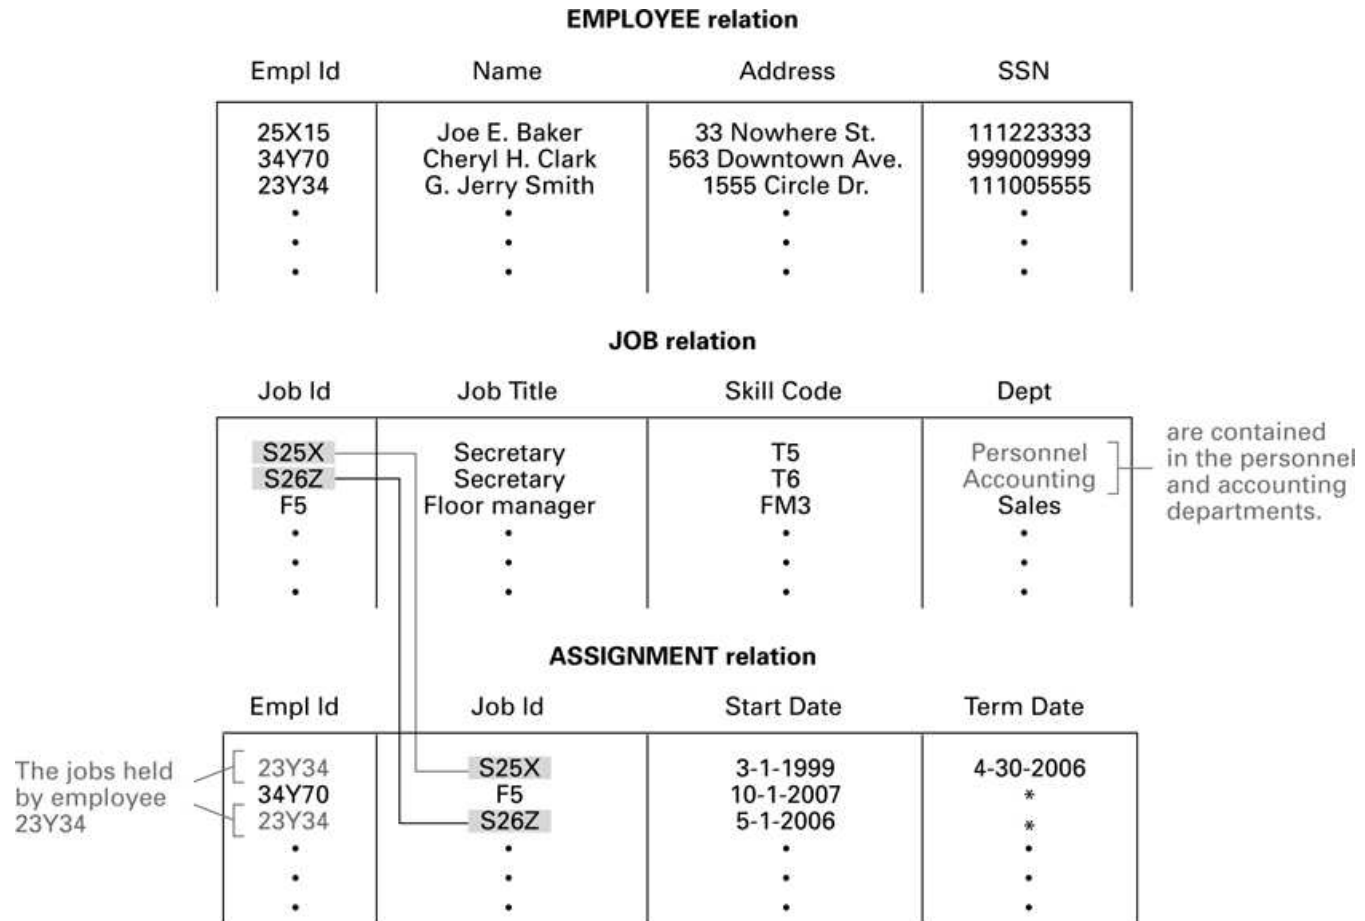 EMPLOYEE relation
Empl Id Name Address SSN
25X15 Joe E. Baker 33 Nowhere St. 111223333
34Y70 Cheryl H. Clark 563 Downtown Ave. 999009999
23Y34 G. Jerry Smith 1555 Circle Dr. 111005555
JOB relation
Job Id Job Title Skill Code Dept
S25X Secretary T5 Personnel
S26Z Secretary T6 Accounting
F5 Floor manager FM3 Sales
are contained
in the personnel
and accounting
departments.
ASSIGNMENT relation
Empl Id Job Id Start Date Term Date
23Y34 S25X 3-1-1999 4-30-2006
34Y70 F5 10-1-2007 *
23Y34 S26Z 5-1-2006 *
The jobs held
by employee
23Y34